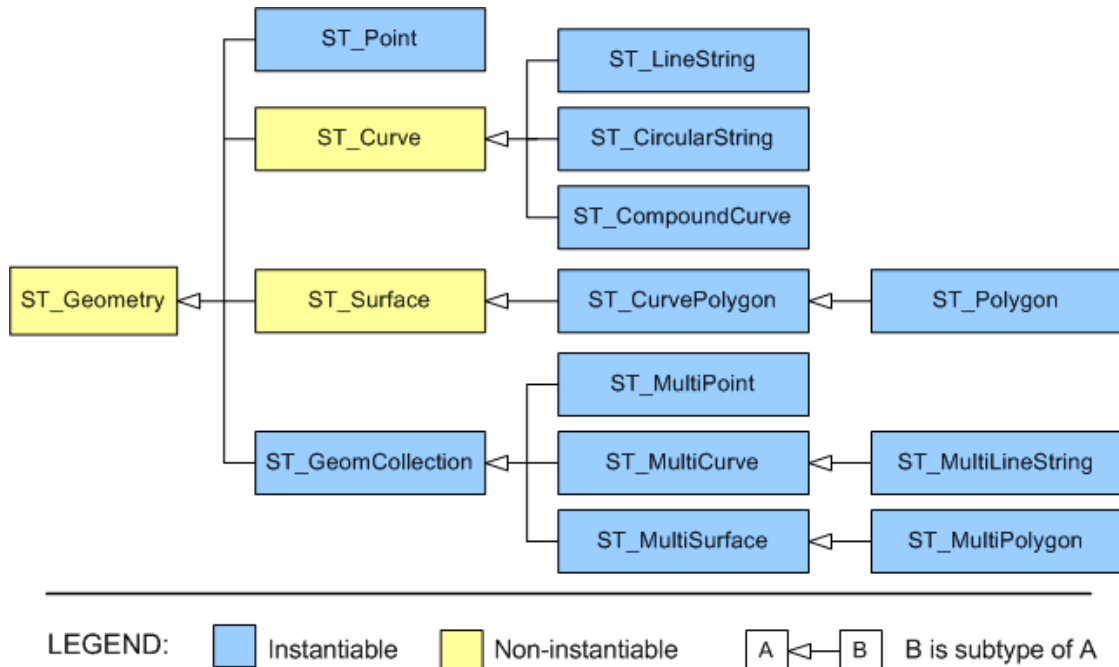 ST_Point
ST_LineString
ST_Curve
ST_CircularString
ST_CompoundCurve
ST_Geometry
ST_Surface
ST_CurvePolygon
ST_Polygon
ST_MultiPoint
ST_GeomCollection
ST_MultiCurve
ST_MultiLineString
ST_MultiSurface
ST_MultiPolygon
LEGEND:
Instantiable
Non-instantiable
A
B
B is subtype of A